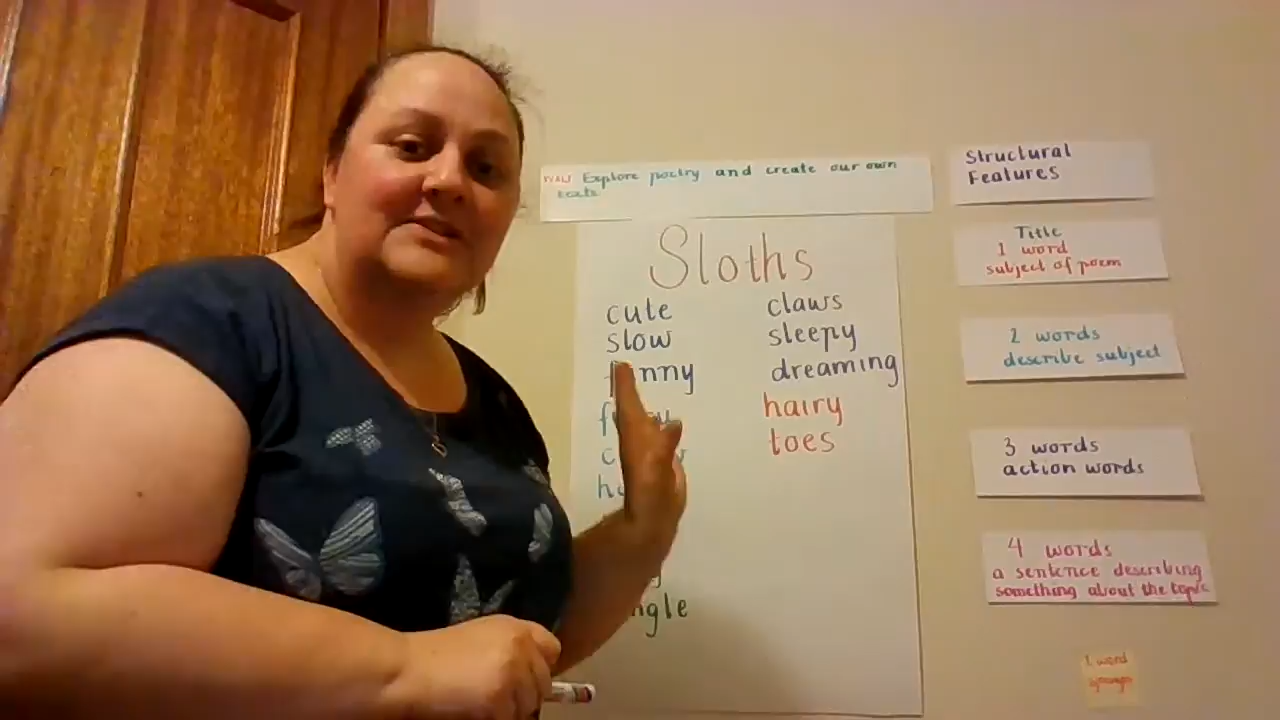 WALT Explore poetry and create our own
texts
Sloths
cute
slow
funny
claws
sleepy
dreaming
hairy
toes
Structural
Features
Title
1 word
subject of poem
2 words
describe subject
3 words
action words
4 words
a sentence describing
something about the topic
1 word